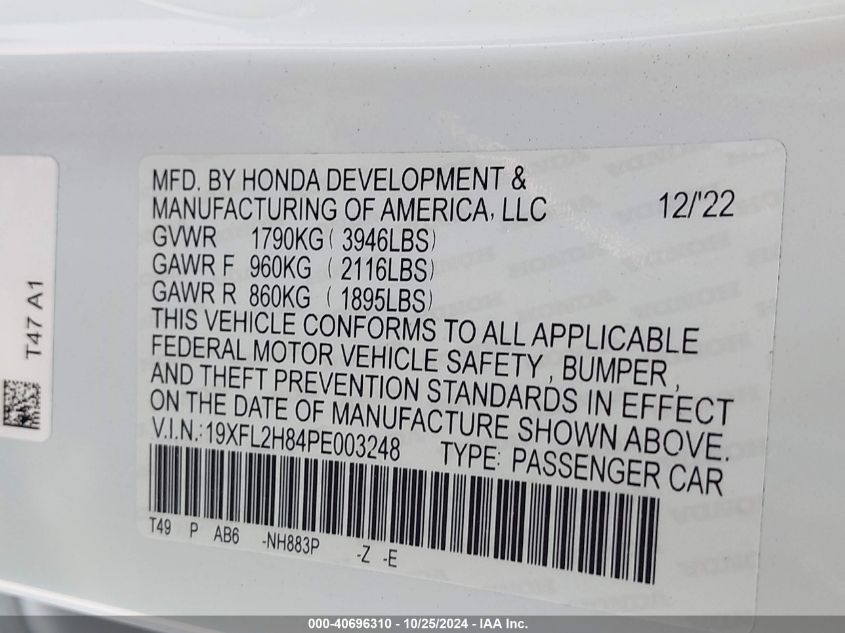 MFD. BY HONDA DEVELOPMENT &
MANUFACTURING OF AMERICA, LLC 12/'22
GVWR 1790KG ( 3946LBS)
GAWR F 960KG ( 2116LBS)
GAWR R 860KG ( 1895LBS)
THIS VEHICLE CONFORMS TO ALL APPLICABLE
FEDERAL MOTOR VEHICLE SAFETY , BUMPER ,
AND THEFT PREVENTION STANDARDS IN EFFECT
ON THE DATE OF MANUFACTURE SHOWN ABOVE.
V.I.N.: 19XFL2H84PE003248 TYPE: PASSENGER CAR
T49 P AB6 -NH883P -Z -E
T47 A1
000-40696310 / 10/25/2024 - IAA Inc.